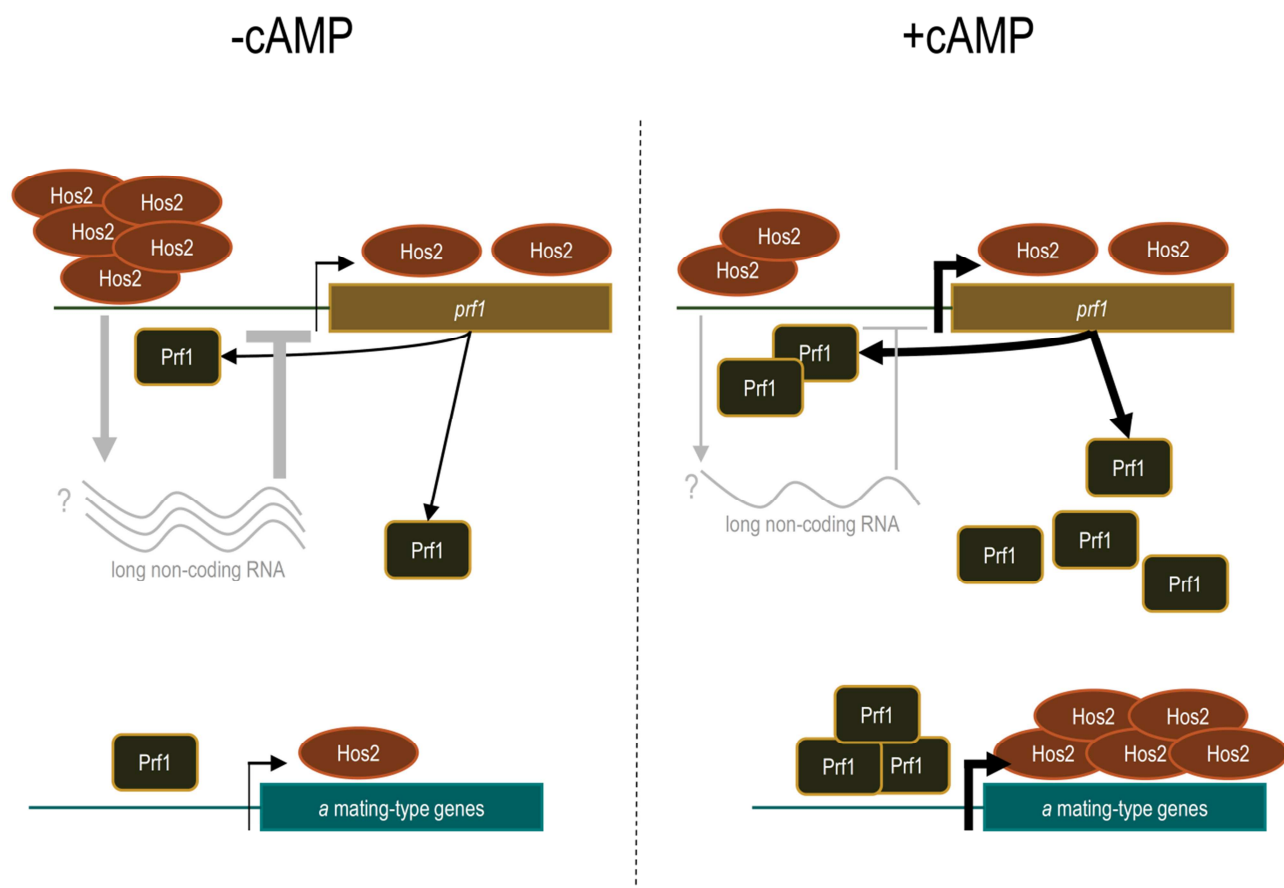 -cAMP
Hos2
Hos2
Hos2
Hos2
Hos2
Hos2
Hos2
prf1
Prf1
?
long non-coding RNA
Prf1
Prf1
Hos2
a mating-type genes
+cAMP
Hos2
Hos2
Hos2
Hos2
prf1
Prf1
Prf1
Prf1
?
long non-coding RNA
Prf1
Prf1
Prf1
Prf1
Prf1
Prf1
Hos2
Hos2
Hos2
Hos2
Hos2
a mating-type genes